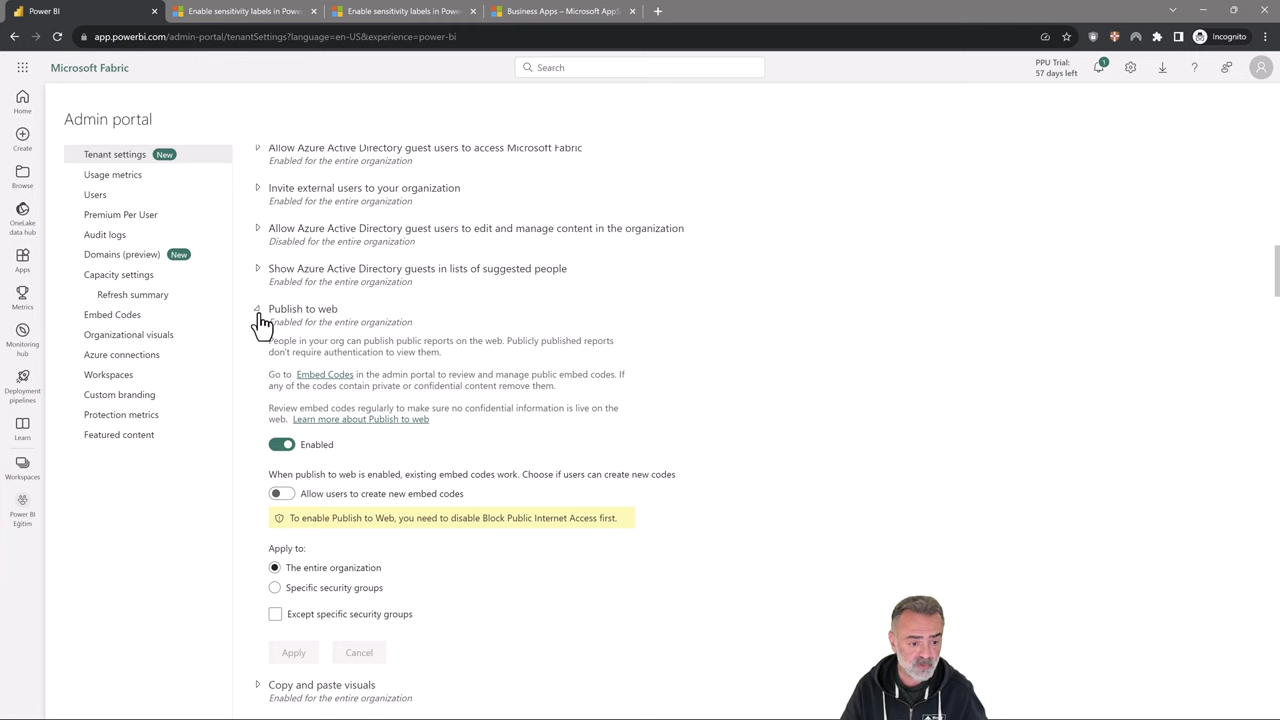 Power BI
Enable sensitivity labels in Pow
Enable sensitivity labels in Powe
Business Apps – Microsoft AppS
app.powerbi.com/admin-portal/tenantSettings?language=en-US&experience=power-bi
Incognito
Microsoft Fabric
Search
PPU Trial:
57 days left
1
Home
Create
Browse
OneLake
data hub
Apps
Metrics
Monitoring
hub
Deployment
pipelines
Learn
Workspaces
Power BI
Eğitim
Admin portal
Tenant settings New
Usage metrics
Users
Premium Per User
Audit logs
Domains (preview) New
Capacity settings
Refresh summary
Embed Codes
Organizational visuals
Azure connections
Workspaces
Custom branding
Protection metrics
Featured content
Allow Azure Active Directory guest users to access Microsoft Fabric
Enabled for the entire organization
Invite external users to your organization
Enabled for the entire organization
Allow Azure Active Directory guest users to edit and manage content in the organization
Disabled for the entire organization
Show Azure Active Directory guests in lists of suggested people
Enabled for the entire organization
Publish to web
Enabled for the entire organization
People in your org can publish public reports on the web. Publicly published reports
don't require authentication to view them.
Go to Embed Codes in the admin portal to review and manage public embed codes. If
any of the codes contain private or confidential content remove them.
Review embed codes regularly to make sure no confidential information is live on the
web. Learn more about Publish to web
Enabled
When publish to web is enabled, existing embed codes work. Choose if users can create new codes
Allow users to create new embed codes
To enable Publish to Web, you need to disable Block Public Internet Access first.
Apply to:
The entire organization
Specific security groups
Except specific security groups
Apply Cancel
Copy and paste visuals
Enabled for the entire organization